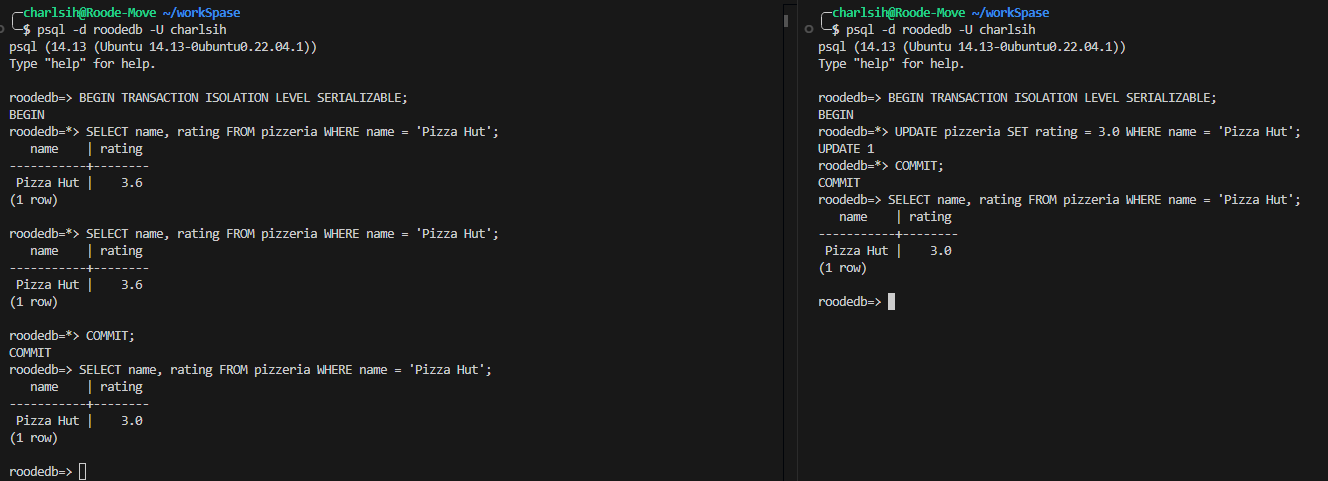 ╭─charlsih@Roode-Move ~/workSpase
╰─$ psql -d roodedb -U charlsih
psql (14.13 (Ubuntu 14.13-0ubuntu0.22.04.1))
Type "help" for help.

roodedb=> BEGIN TRANSACTION ISOLATION LEVEL SERIALIZABLE;
BEGIN
roodedb=*> SELECT name, rating FROM pizzeria WHERE name = 'Pizza Hut';
   name    | rating
-----------+--------
 Pizza Hut |    3.6
(1 row)

roodedb=*> SELECT name, rating FROM pizzeria WHERE name = 'Pizza Hut';
   name    | rating
-----------+--------
 Pizza Hut |    3.6
(1 row)

roodedb=*> COMMIT;
COMMIT
roodedb=> SELECT name, rating FROM pizzeria WHERE name = 'Pizza Hut';
   name    | rating
-----------+--------
 Pizza Hut |    3.0
(1 row)

roodedb=>
╭─charlsih@Roode-Move ~/workSpase
╰─$ psql -d roodedb -U charlsih
psql (14.13 (Ubuntu 14.13-0ubuntu0.22.04.1))
Type "help" for help.

roodedb=> BEGIN TRANSACTION ISOLATION LEVEL SERIALIZABLE;
BEGIN
roodedb=*> UPDATE pizzeria SET rating = 3.0 WHERE name = 'Pizza Hut';
UPDATE 1
roodedb=*> COMMIT;
COMMIT
roodedb=> SELECT name, rating FROM pizzeria WHERE name = 'Pizza Hut';
   name    | rating
-----------+--------
 Pizza Hut |    3.0
(1 row)

roodedb=>